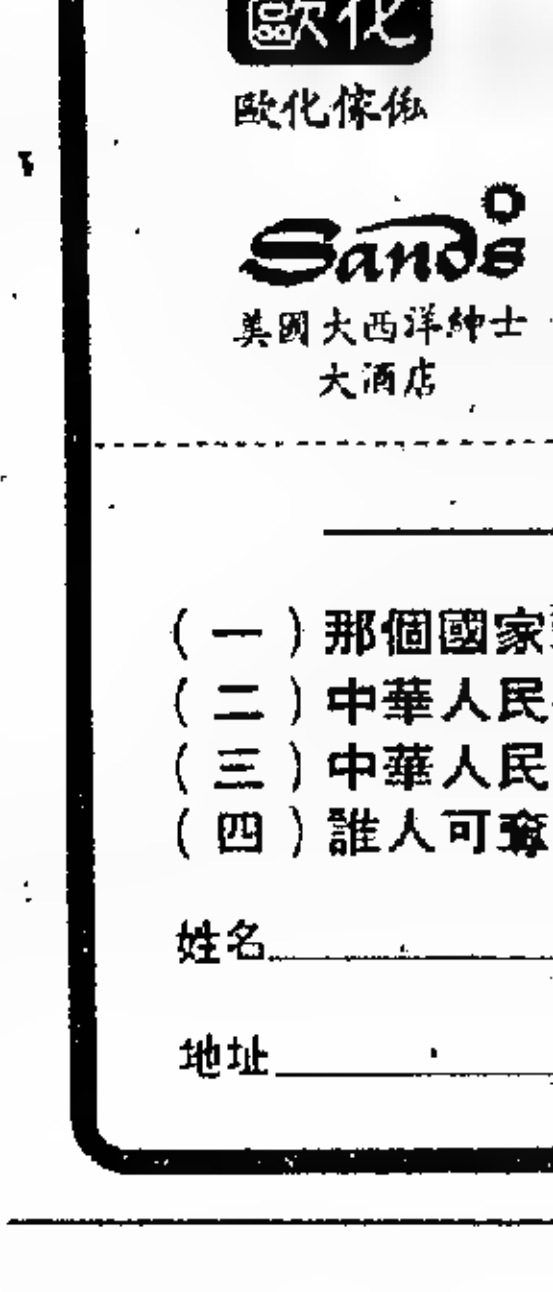 歐化
歐化傢俬
Sands
美國大西洋紳士
大酒店
（一）那個國家
（二）中華人民
（三）中華人民
（四）誰人可奪
姓名
地址